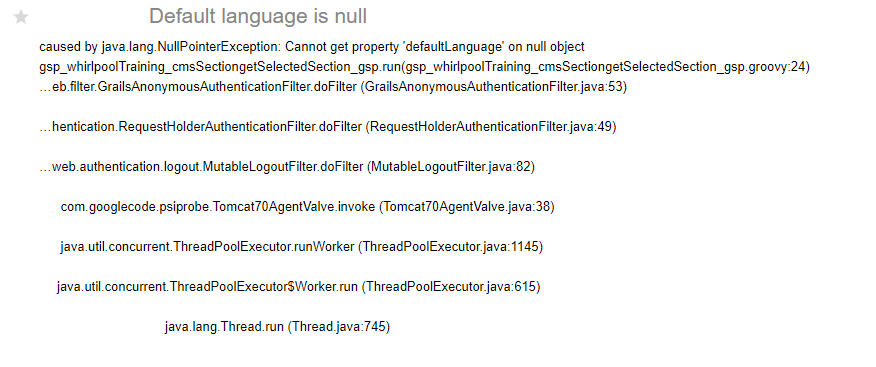 Default language is null
caused by java.lang.NullPointerException: Cannot get property 'defaultLanguage' on null object
gsp_whirlpoolTraining_cmsSectiongetSelectedSection_gsp.run(gsp_whirlpoolTraining_cmsSectiongetSelectedSection_gsp.groovy:24)
...eb.filter.GrailsAnonymousAuthenticationFilter.doFilter (GrailsAnonymousAuthenticationFilter.java:53)
...hentication.RequestHolderAuthenticationFilter.doFilter (RequestHolderAuthenticationFilter.java:49)
...web.authentication.logout.MutableLogoutFilter.doFilter (MutableLogoutFilter.java:82)
com.googlecode.psiprobe.Tomcat70AgentValve.invoke (Tomcat70AgentValve.java:38)
java.util.concurrent.ThreadPoolExecutor.runWorker (ThreadPoolExecutor.java:1145)
java.util.concurrent.ThreadPoolExecutor$Worker.run (ThreadPoolExecutor.java:615)
java.lang.Thread.run (Thread.java:745)